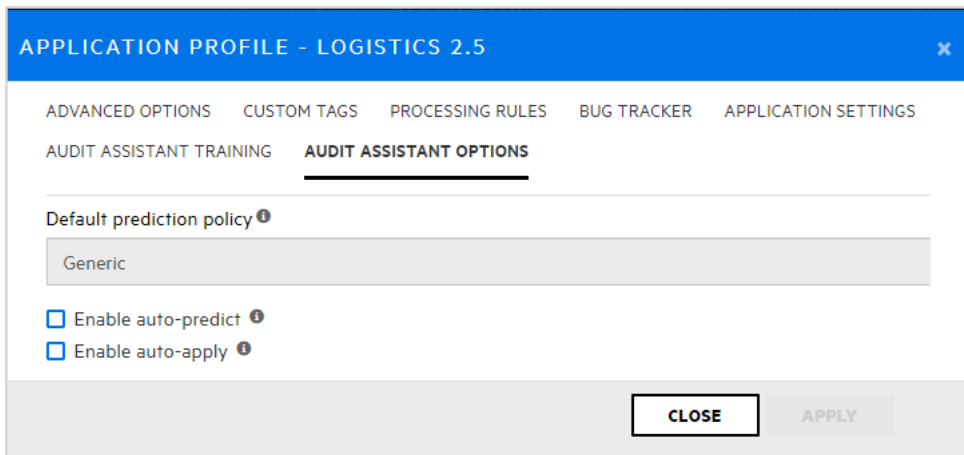 APPLICATION PROFILE - LOGISTICS 2.5
ADVANCED OPTIONS CUSTOM TAGS PROCESSING RULES BUG TRACKER APPLICATION SETTINGS
AUDIT ASSISTANT TRAINING AUDIT ASSISTANT OPTIONS
Default prediction policy
Generic
Enable auto-predict
Enable auto-apply
CLOSE APPLY